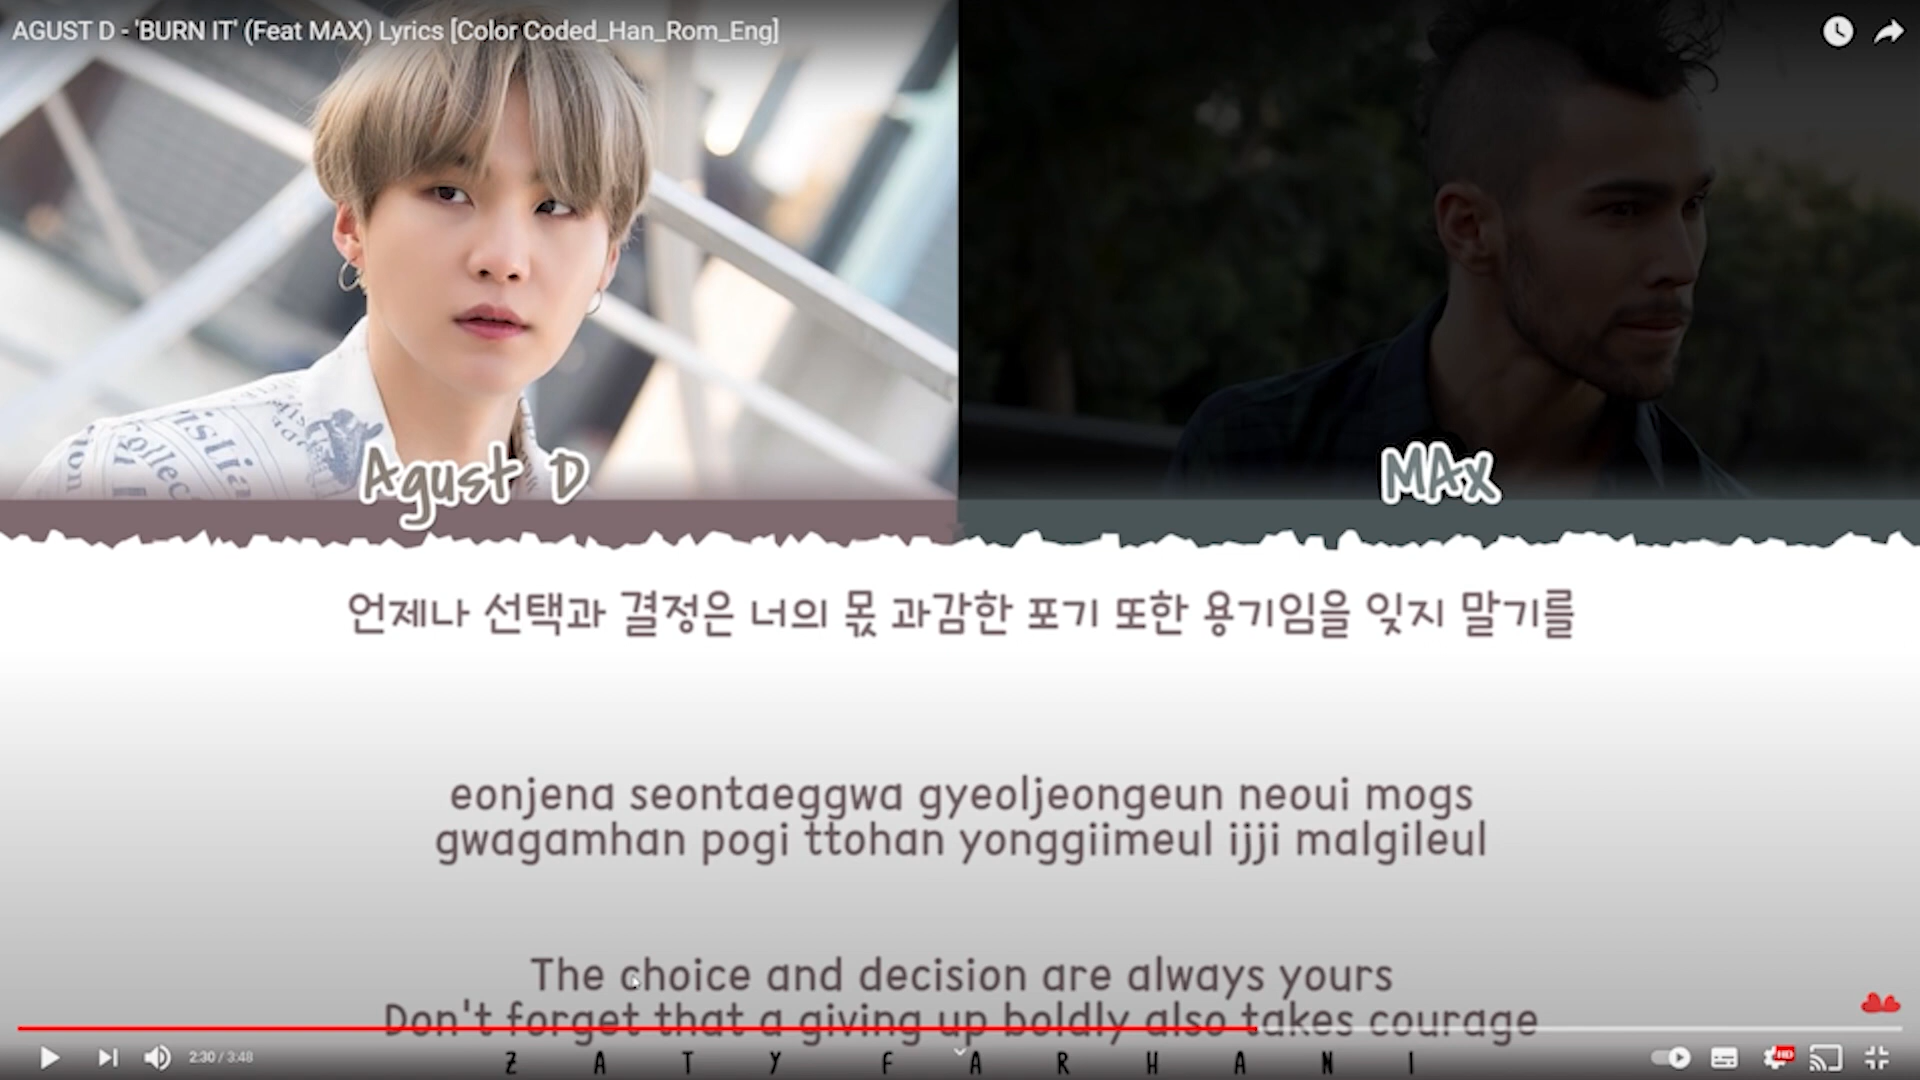 AGUST D - 'BURN IT' (Feat MAX) Lyrics [Color Coded_Han_Rom_Eng]
Agust D
MAx
언제나 선택과 결정은 너의 몫 과감한 포기 또한 용기임을 잊지 말기를
eonjena seontaeggwa gyeoljeongeun neoui mogs
gwagamhan pogi ttohan yonggiimeul ijji malgileul
The choice and decision are always yours
Don't forget that a giving up boldly also takes courage
2:30 / 3:48
HD
ZATY FARHANI